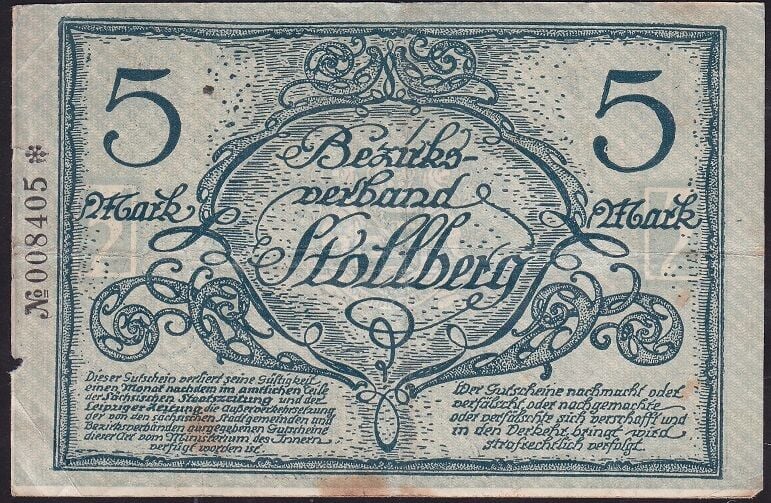 5
5
Mark
Mark
Bezirks-
verband
Stollberg
№008405
Dieser Gutschein verliert seine Gültigkeit
einen Monat nachdem im amtlichen Teile
der Sächsischen Staatszeitung und der
Leipziger Zeitung die Außerverkehrsetzung
der von den sächsischen Stadtgemeinden und
Bezirksverbänden ausgegebenen Gutscheine
dieser Art vom Ministerium des Innern
verfügt worden ist.
Wer Gutscheine nachmacht oder
verfälscht, oder nachgemachte
oder verfälschte sich verschafft und
in den Verkehr bringt, wird
strafrechtlich verfolgt.